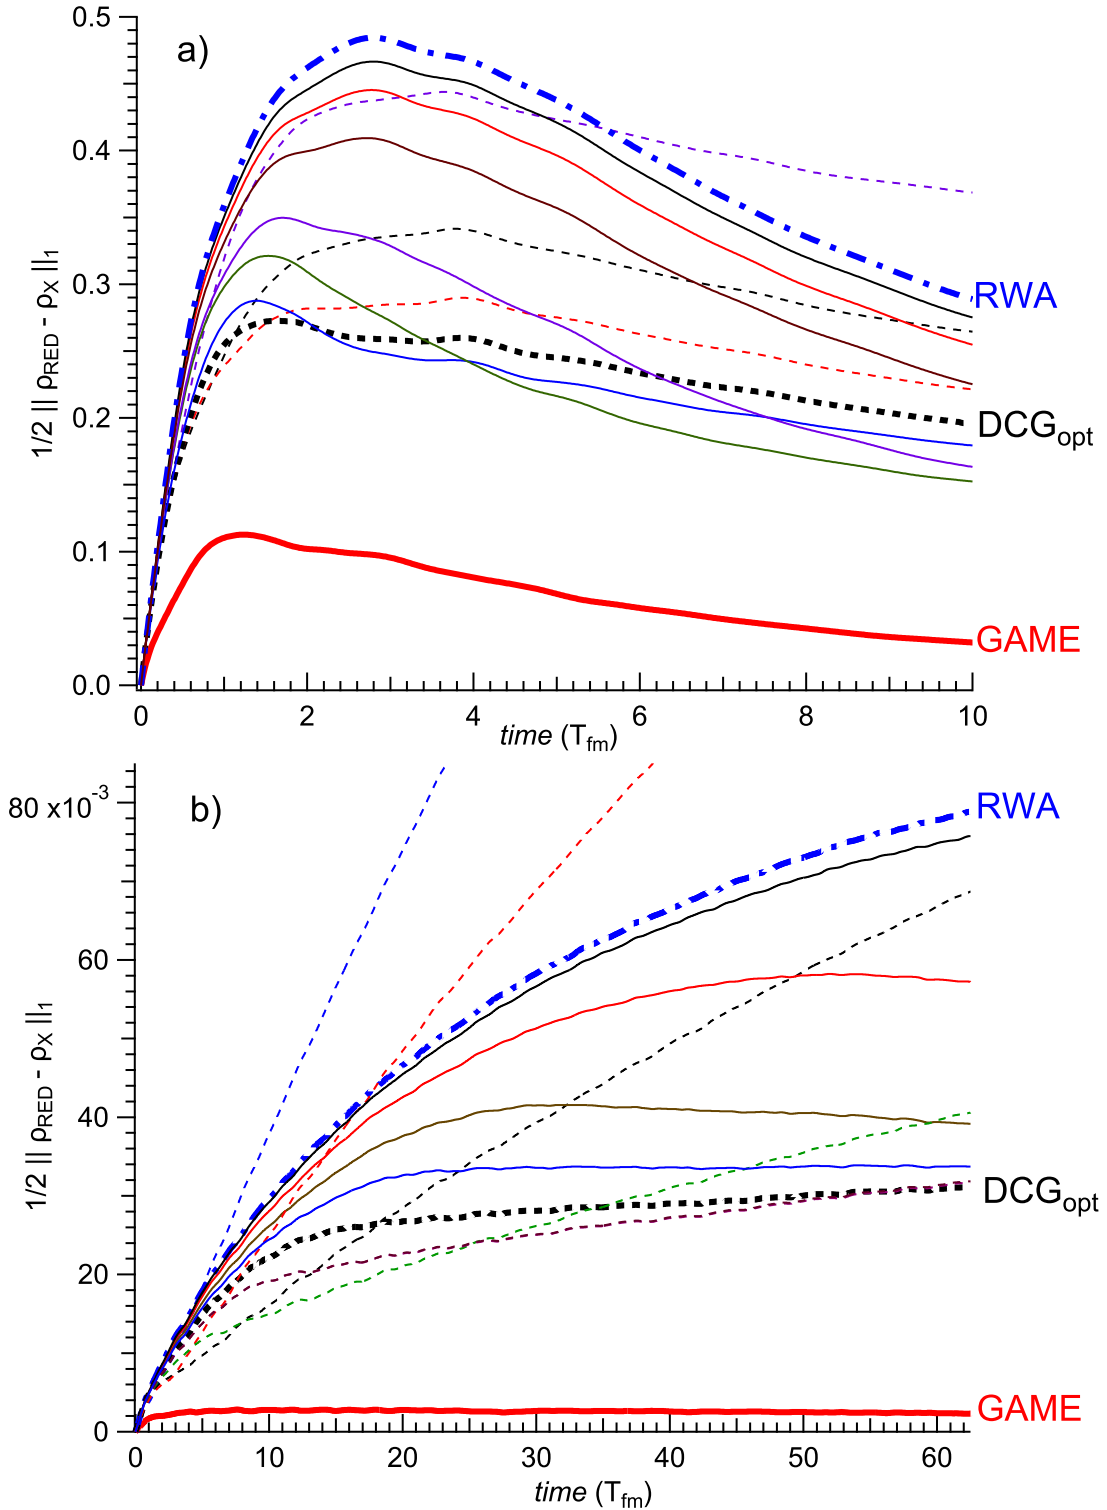 a)
0.5
0.4
0.3
0.2
0.1
0.0
1/2 || ρRED - ρX ||1
RWA
DCGopt
GAME
0 2 4 6 8 10
time (Tfm)
b)
80 x10-3
60
40
20
0
1/2 || ρRED - ρX ||1
RWA
DCGopt
GAME
0 10 20 30 40 50 60
time (Tfm)